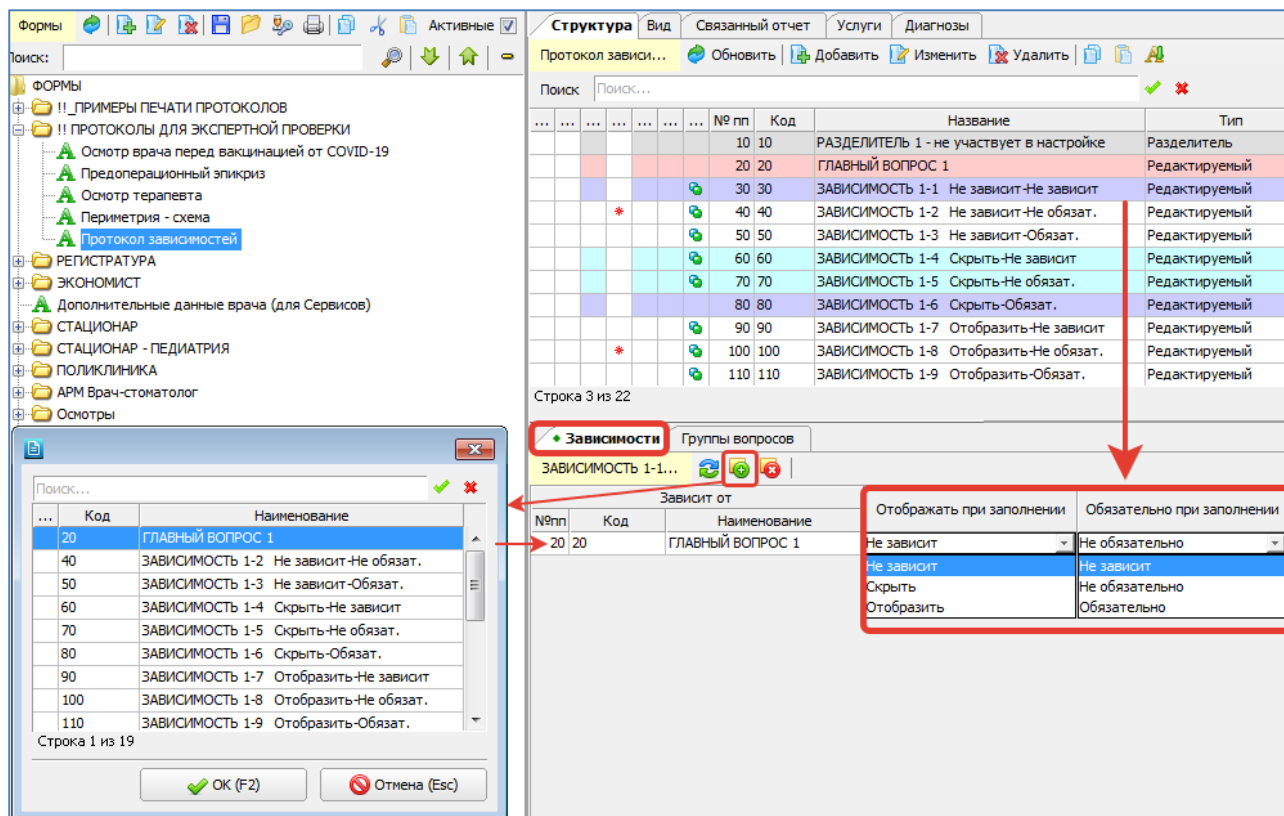 Формы Активные
Поиск:
ФОРМЫ
!!_ПРИМЕРЫ ПЕЧАТИ ПРОТОКОЛОВ
!! ПРОТОКОЛЫ ДЛЯ ЭКСПЕРТНОЙ ПРОВЕРКИ
Осмотр врача перед вакцинацией от COVID-19
Предоперационный эпикриз
Осмотр терапевта
Периметрия - схема
Протокол зависимостей
РЕГИСТРАТУРА
ЭКОНОМИСТ
Дополнительные данные врача (для Сервисов)
СТАЦИОНАР
СТАЦИОНАР - ПЕДИАТРИЯ
ПОЛИКЛИНИКА
АРМ Врач-стоматолог
Осмотры
Структура Вид Связанный отчет Услуги Диагнозы
Протокол зависи... Обновить Добавить Изменить Удалить
Поиск Поиск...
... ... ... ... ... ... ... № пп Код Название Тип
10 10 РАЗДЕЛИТЕЛЬ 1 - не участвует в настройке Разделитель
20 20 ГЛАВНЫЙ ВОПРОС 1 Редактируемый
30 30 ЗАВИСИМОСТЬ 1-1 Не зависит-Не зависит Редактируемый
40 40 ЗАВИСИМОСТЬ 1-2 Не зависит-Не обязат. Редактируемый
50 50 ЗАВИСИМОСТЬ 1-3 Не зависит-Обязат. Редактируемый
60 60 ЗАВИСИМОСТЬ 1-4 Скрыть-Не зависит Редактируемый
70 70 ЗАВИСИМОСТЬ 1-5 Скрыть-Не обязат. Редактируемый
80 80 ЗАВИСИМОСТЬ 1-6 Скрыть-Обязат. Редактируемый
90 90 ЗАВИСИМОСТЬ 1-7 Отобразить-Не зависит Редактируемый
100 100 ЗАВИСИМОСТЬ 1-8 Отобразить-Не обязат. Редактируемый
110 110 ЗАВИСИМОСТЬ 1-9 Отобразить-Обязат. Редактируемый
Строка 3 из 22
Зависимости Группы вопросов
ЗАВИСИМОСТЬ 1-1...
Зависит от Отображать при заполнении Обязательно при заполнении
№пп Код Наименование
20 20 ГЛАВНЫЙ ВОПРОС 1 Не зависит Не обязательно
Не зависит Не зависит
Скрыть Не обязательно
Отобразить Обязательно
Поиск...
... Код Наименование
20 ГЛАВНЫЙ ВОПРОС 1
40 ЗАВИСИМОСТЬ 1-2 Не зависит-Не обязат.
50 ЗАВИСИМОСТЬ 1-3 Не зависит-Обязат.
60 ЗАВИСИМОСТЬ 1-4 Скрыть-Не зависит
70 ЗАВИСИМОСТЬ 1-5 Скрыть-Не обязат.
80 ЗАВИСИМОСТЬ 1-6 Скрыть-Обязат.
90 ЗАВИСИМОСТЬ 1-7 Отобразить-Не зависит
100 ЗАВИСИМОСТЬ 1-8 Отобразить-Не обязат.
110 ЗАВИСИМОСТЬ 1-9 Отобразить-Обязат.
Строка 1 из 19
OK (F2) Отмена (Esc)